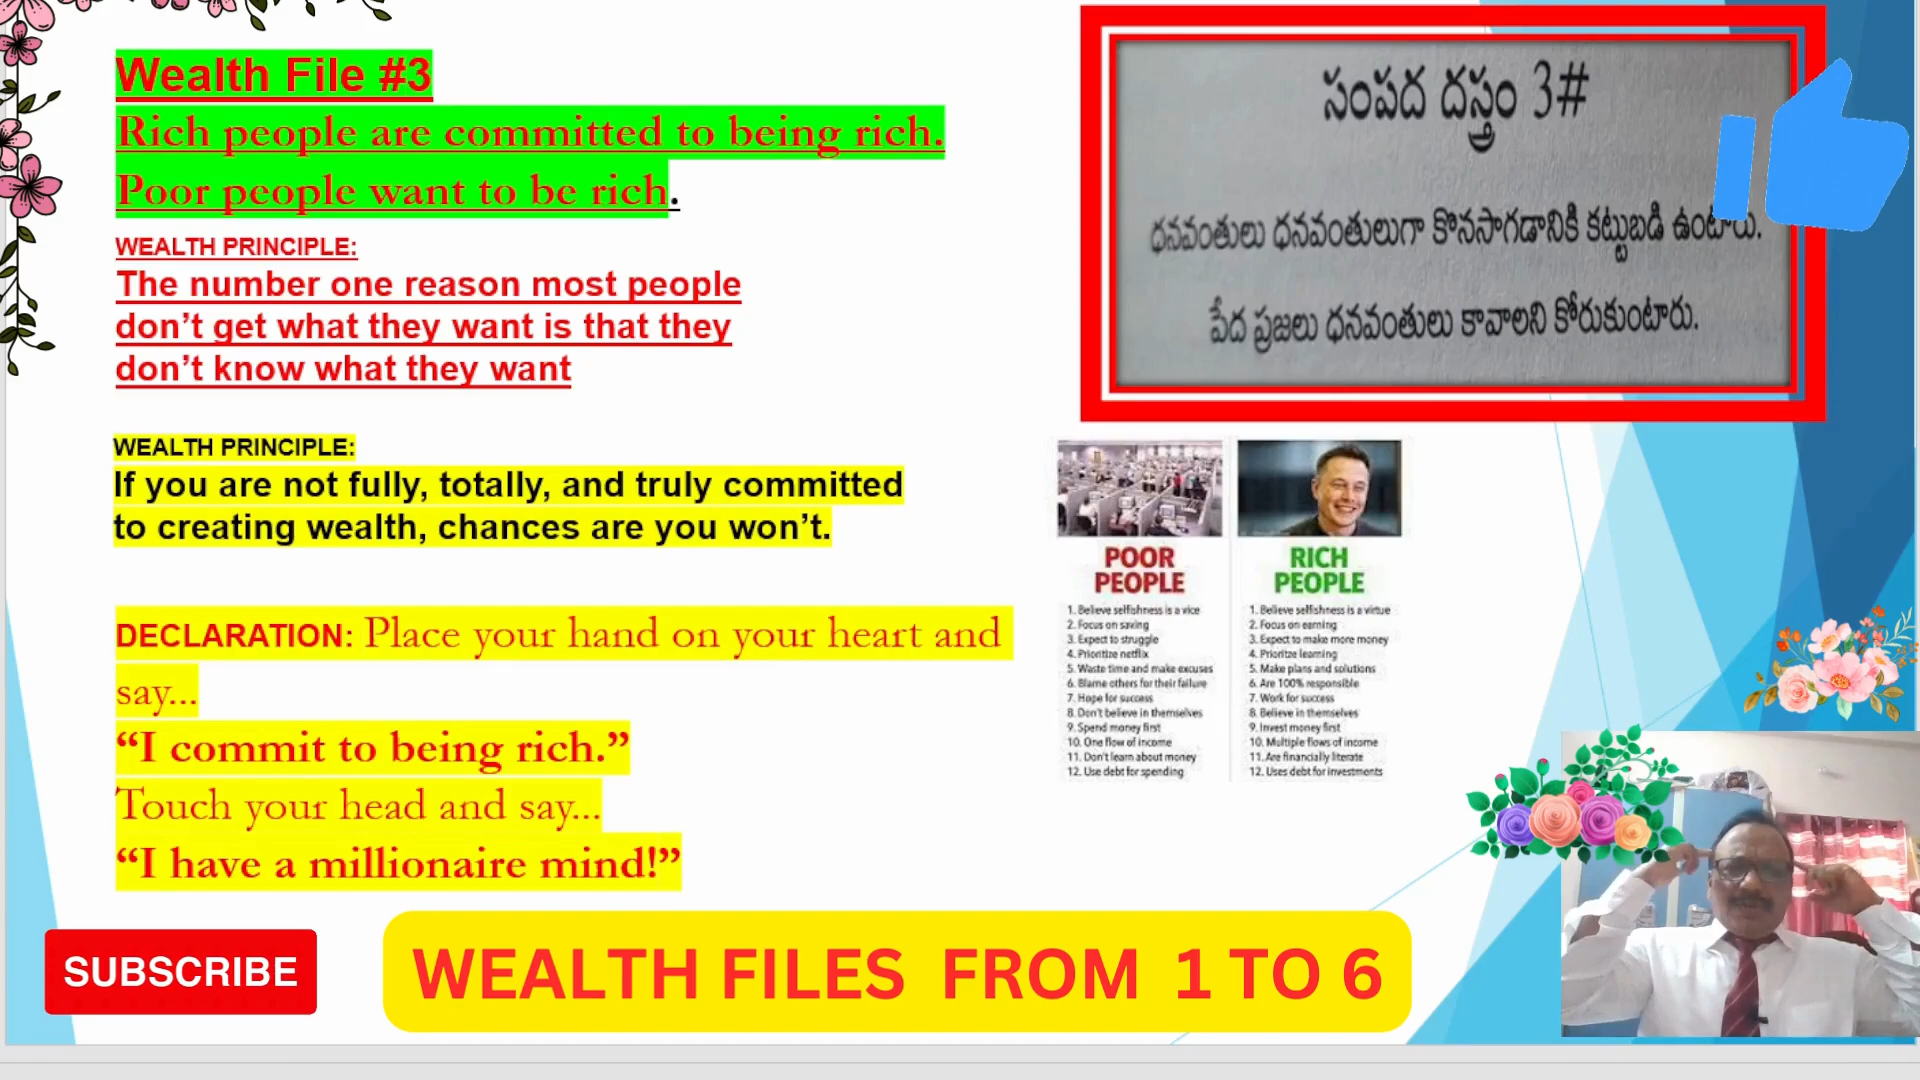 Wealth File #3
Rich people are committed to being rich.
Poor people want to be rich.
WEALTH PRINCIPLE:
The number one reason most people
don’t get what they want is that they
don’t know what they want
WEALTH PRINCIPLE:
If you are not fully, totally, and truly committed
to creating wealth, chances are you won’t.
DECLARATION: Place your hand on your heart and
say...
“I commit to being rich.”
Touch your head and say...
“I have a millionaire mind!”
సంపద దస్త్రం 3#
ధనవంతులు ధనవంతులుగా కొనసాగడానికి కట్టుబడి ఉంటారు.
పేద ప్రజలు ధనవంతులు కావాలని కోరుకుంటారు.
POOR
PEOPLE
1. Believe selfishness is a vice
2. Focus on saving
3. Expect to struggle
4. Prioritize netflix
5. Waste time and make excuses
6. Blame others for their failure
7. Hope for success
8. Don't believe in themselves
9. Spend money first
10. One flow of income
11. Don't learn about money
12. Use debt for spending
RICH
PEOPLE
1. Believe selfishness is a virtue
2. Focus on earning
3. Expect to make more money
4. Prioritze learning
5. Make plans and solutions
6. Are 100% responsible
7. Work for success
8. Believe in themselves
9. Invest money first
10. Multiple flows of income
11. Are financially literate
12. Uses debt for investments
SUBSCRIBE
WEALTH FILES FROM 1 TO 6